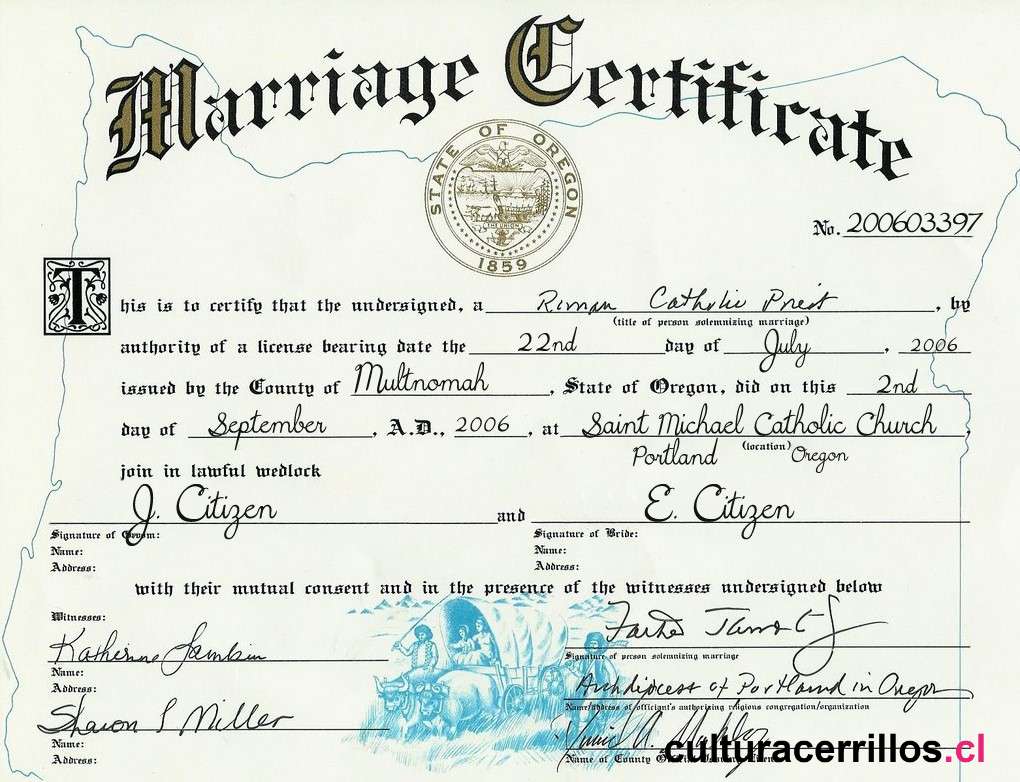 Marriage Certificate
STATE OF OREGON
THE UNION
1859
No. 200603397
This is to certify that the undersigned, a Roman Catholic Priest, by
(title of person solemnizing marriage)
authority of a license bearing date the 22nd day of July, 2006
issued by the County of Multnomah, State of Oregon, did on this 2nd
day of September, A.D., 2006, at Saint Michael Catholic Church,
(location)
Portland Oregon
join in lawful wedlock
J. Citizen and E. Citizen
Signature of Groom: Signature of Bride:
Name: Name:
Address: Address:
with their mutual consent and in the presence of the witnesses undersigned below
Witnesses:
Katherine
Father
Signature of person solemnizing marriage
Name:
Address:
Archdiocese of Portland in Oregon
Name/address of officiant's authorizing religious congregation/organization
Sharon L Miller
Name:
Name of County
Address:
culturacerrillos.cl